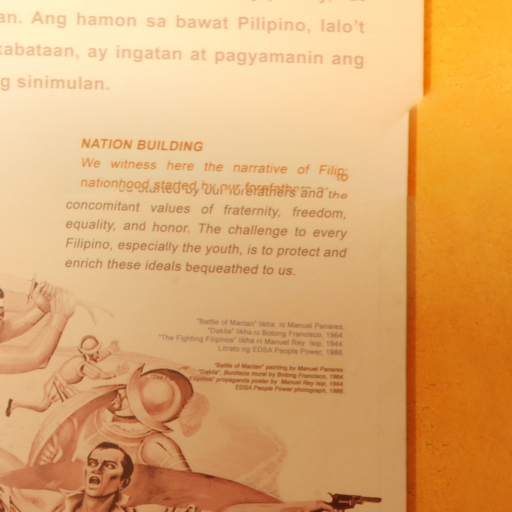 an. Ang hamon sa bawat Pilipino, lalo't
kabataan, ay ingatan at pagyamanin ang
g sinimulan.
NATION BUILDING
We witness here the narrative of
nationhood started by our forefathers and the
concomitant values of fraternity, freedom,
equality, and honor. The challenge to every
Filipino, especially the youth, is to protect and
enrich these ideals bequeathed to us.
"Battle of Mactan" likha ni Manuel Panares.
"Dakila" likha ni Botong Francisco, 1964.
"The Fighting Filipinos" likha ni Manuel Rey Isip, 1944.
Litrato ng EDSA People Power, 1986.
"Battle of Mactan" painting by Manuel Panares.
"Dakila", Bonifacio mural by Botong Francisco, 1964.
Filipinos" propaganda poster by Manuel Rey Isip, 1944.
EDSA People Power photograph, 1986.